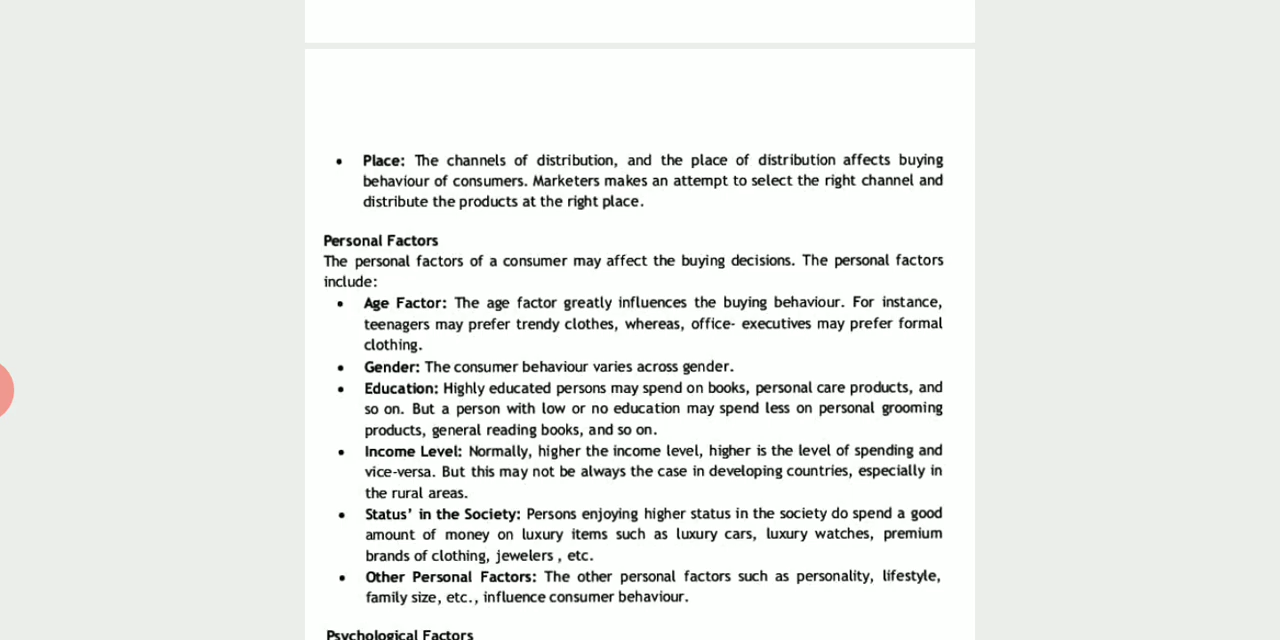 • Place: The channels of distribution, and the place of distribution affects buying
behaviour of consumers. Marketers makes an attempt to select the right channel and
distribute the products at the right place.
Personal Factors
The personal factors of a consumer may affect the buying decisions. The personal factors
include:
• Age Factor: The age factor greatly influences the buying behaviour. For instance,
teenagers may prefer trendy clothes, whereas, office- executives may prefer formal
clothing.
• Gender: The consumer behaviour varies across gender.
• Education: Highly educated persons may spend on books, personal care products, and
so on. But a person with low or no education may spend less on personal grooming
products, general reading books, and so on.
• Income Level: Normally, higher the income level, higher is the level of spending and
vice-versa. But this may not be always the case in developing countries, especially in
the rural areas.
• Status’ in the Society: Persons enjoying higher status in the society do spend a good
amount of money on luxury items such as luxury cars, luxury watches, premium
brands of clothing, jewelers , etc.
• Other Personal Factors: The other personal factors such as personality, lifestyle,
family size, etc., influence consumer behaviour.
Psychological Factors